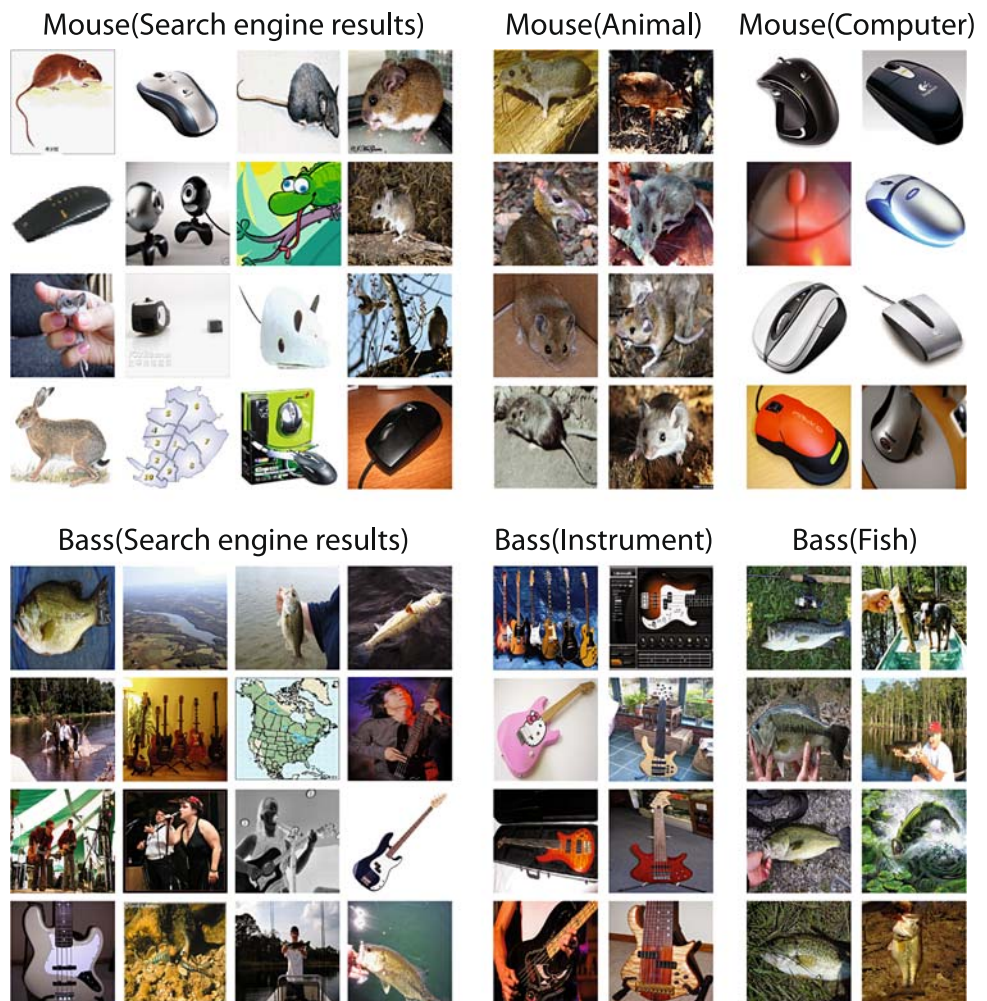 Mouse(Search engine results)
Mouse(Animal)
Mouse(Computer)
Bass(Search engine results)
Bass(Instrument)
Bass(Fish)